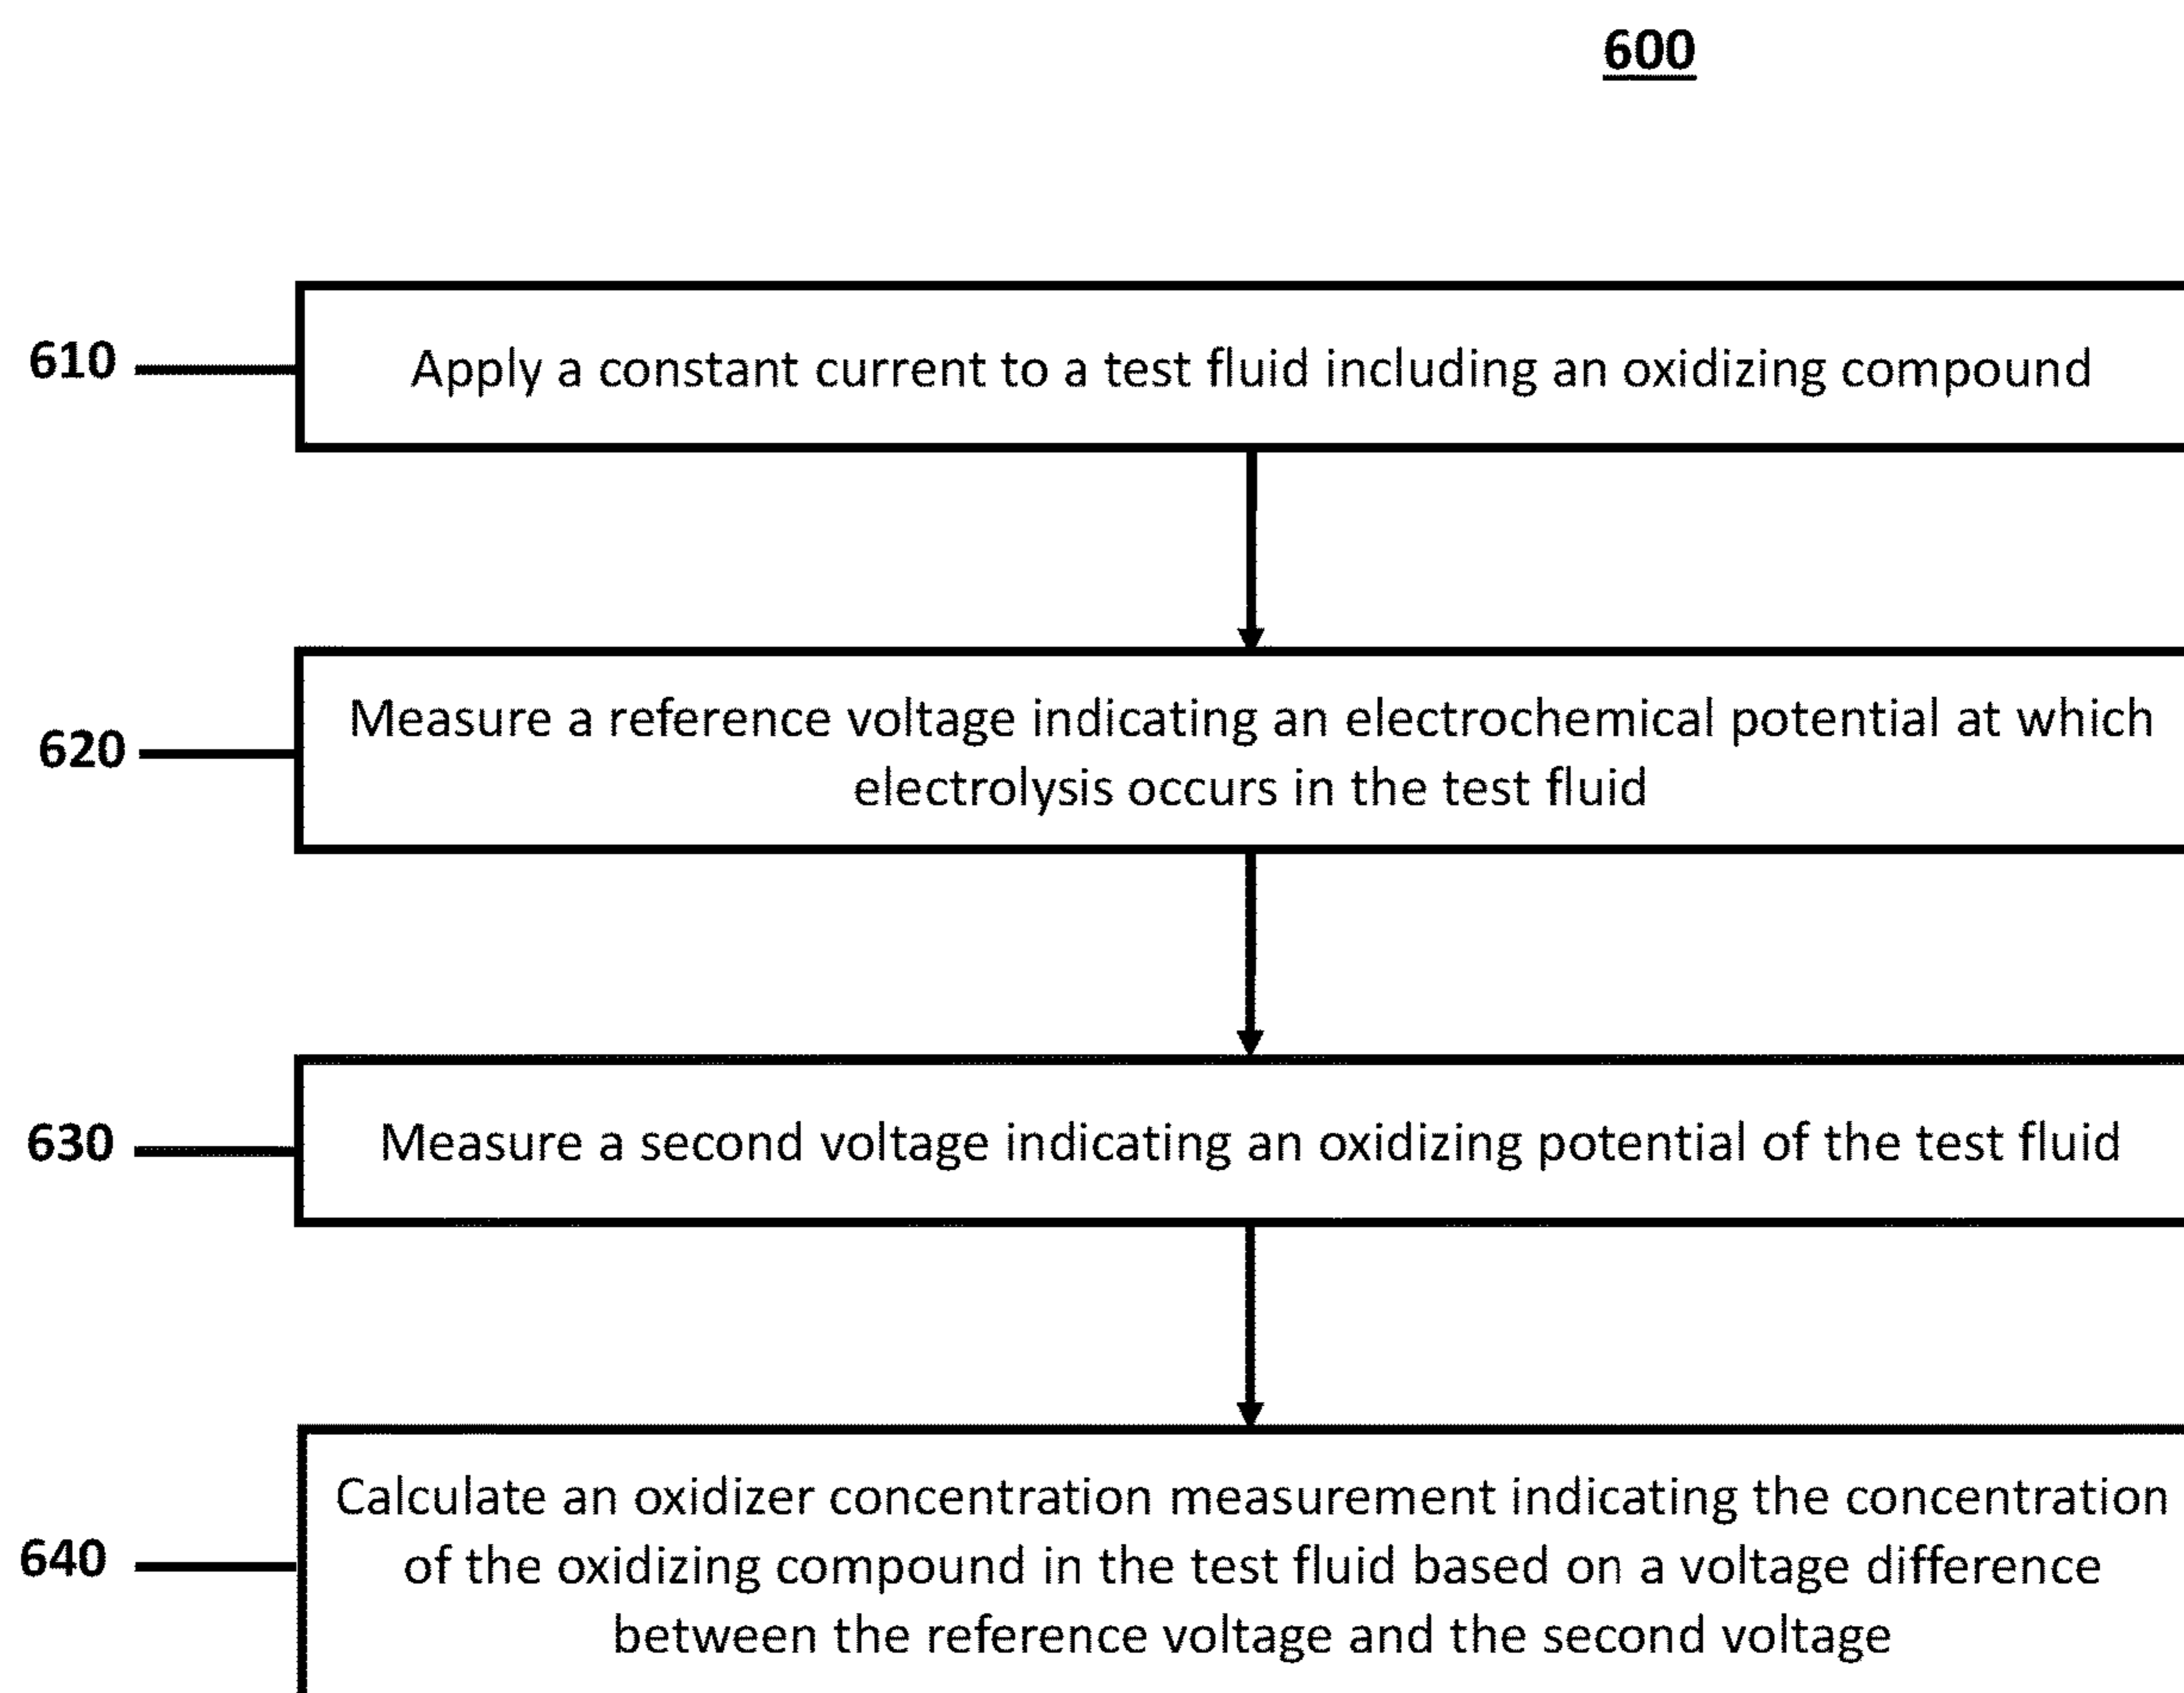 600
610
Apply a constant current to a test fluid including an oxidizing compound
620
Measure a reference voltage indicating an electrochemical potential at which
electrolysis occurs in the test fluid
630
Measure a second voltage indicating an oxidizing potential of the test fluid
640
Calculate an oxidizer concentration measurement indicating the concentration
of the oxidizing compound in the test fluid based on a voltage difference
between the reference voltage and the second voltage